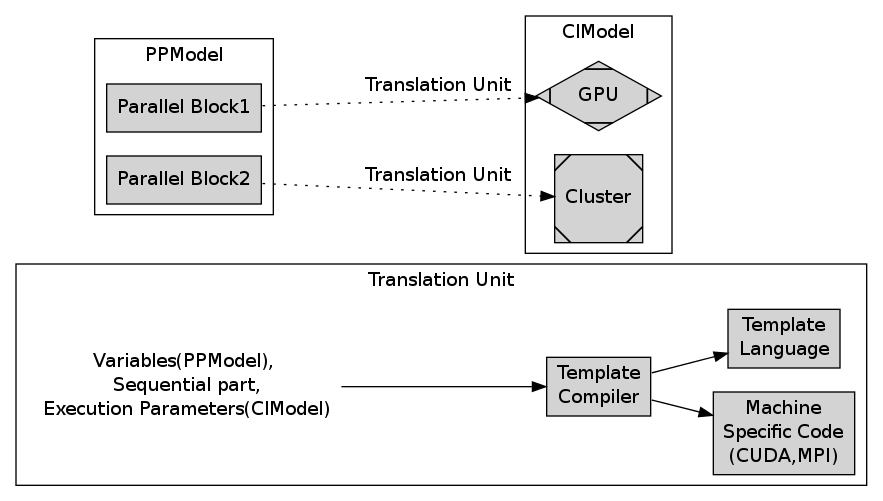 PPModel
Parallel Block1
Parallel Block2
Translation Unit
Translation Unit
CIModel
GPU
Cluster
Translation Unit
Variables(PPModel),
Sequential part,
Execution Parameters(CIModel)
Template
Compiler
Template
Language
Machine
Specific Code
(CUDA,MPI)